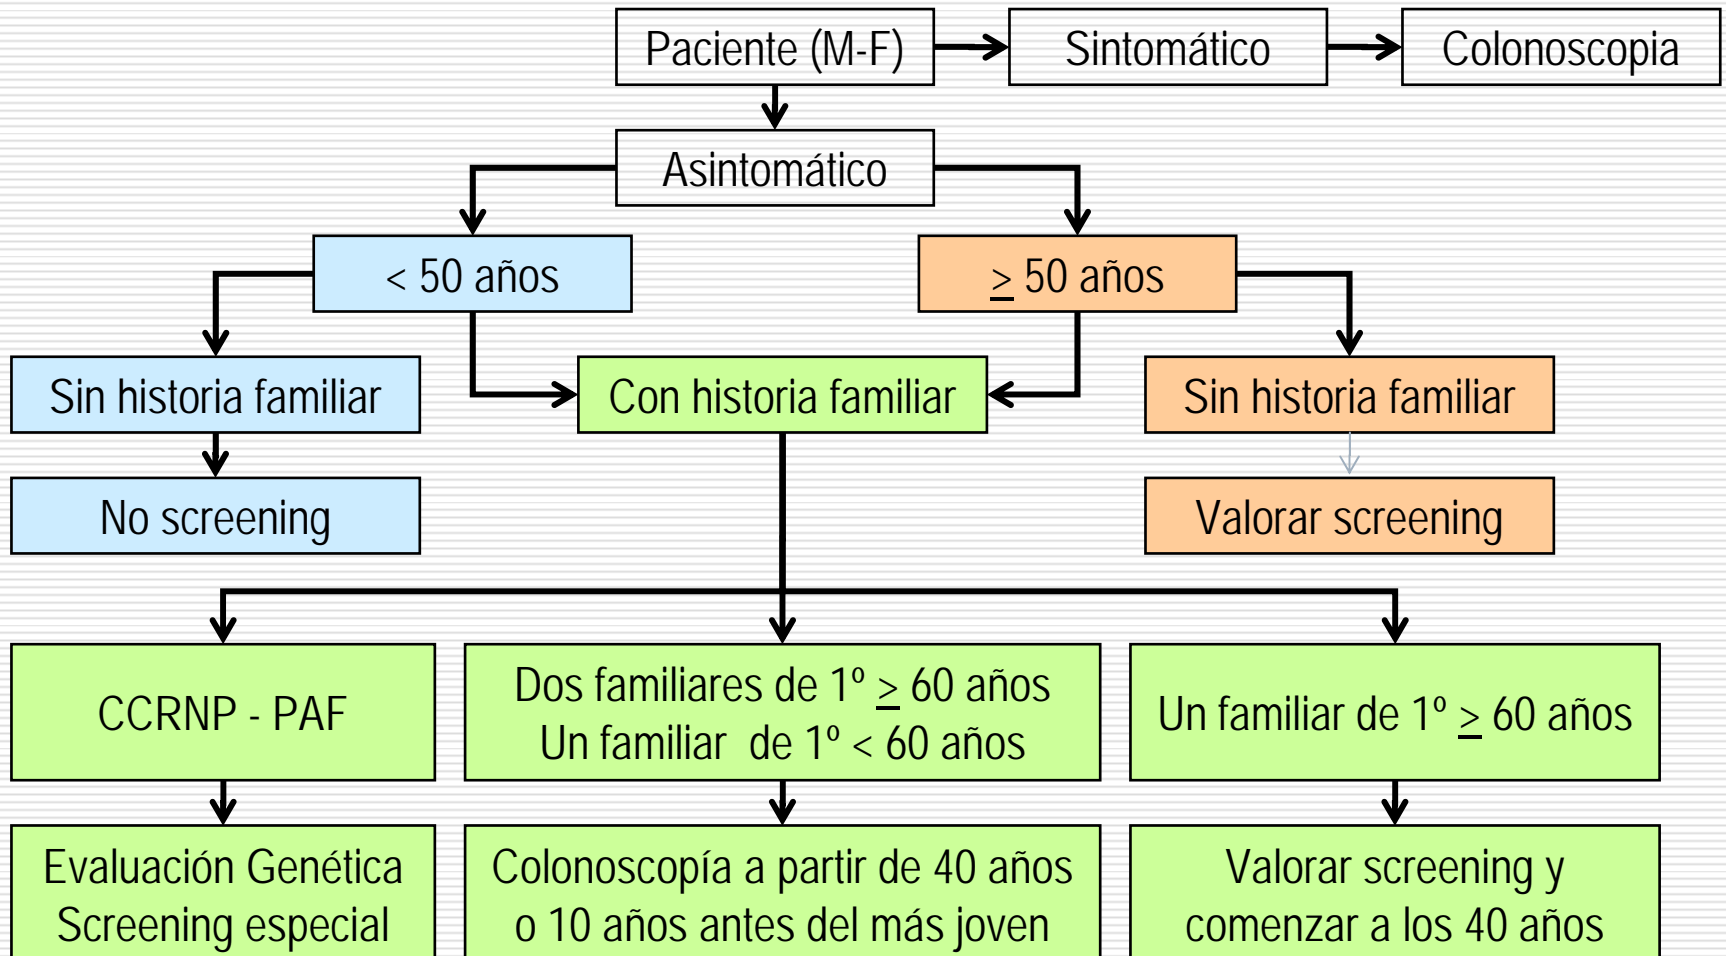 Paciente (M-F)
Sintomático
Colonoscopia
Asintomático
< 50 años
≥ 50 años
Sin historia familiar
Con historia familiar
Sin historia familiar
No screening
Valorar screening
CCRNP - PAF
Dos familiares de 1º ≥ 60 años
Un familiar de 1º < 60 años
Un familiar de 1º ≥ 60 años
Evaluación Genética
Screening especial
Colonoscopía a partir de 40 años
o 10 años antes del más joven
Valorar screening y
comenzar a los 40 años